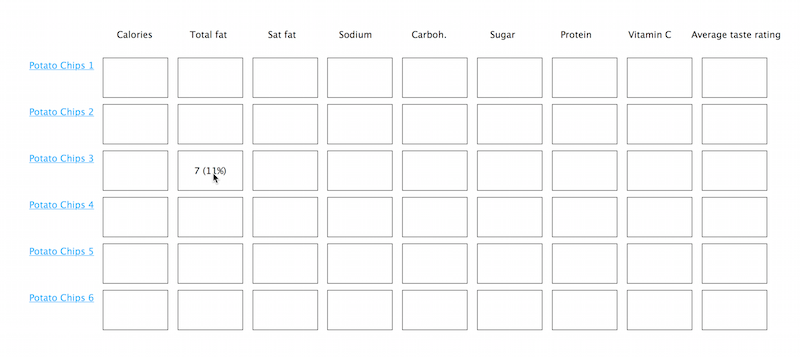 Calories Total fat Sat fat Sodium Carboh. Sugar Protein Vitamin C Average taste rating
Potato Chips 1
Potato Chips 2
Potato Chips 3 7 (11%)
Potato Chips 4
Potato Chips 5
Potato Chips 6